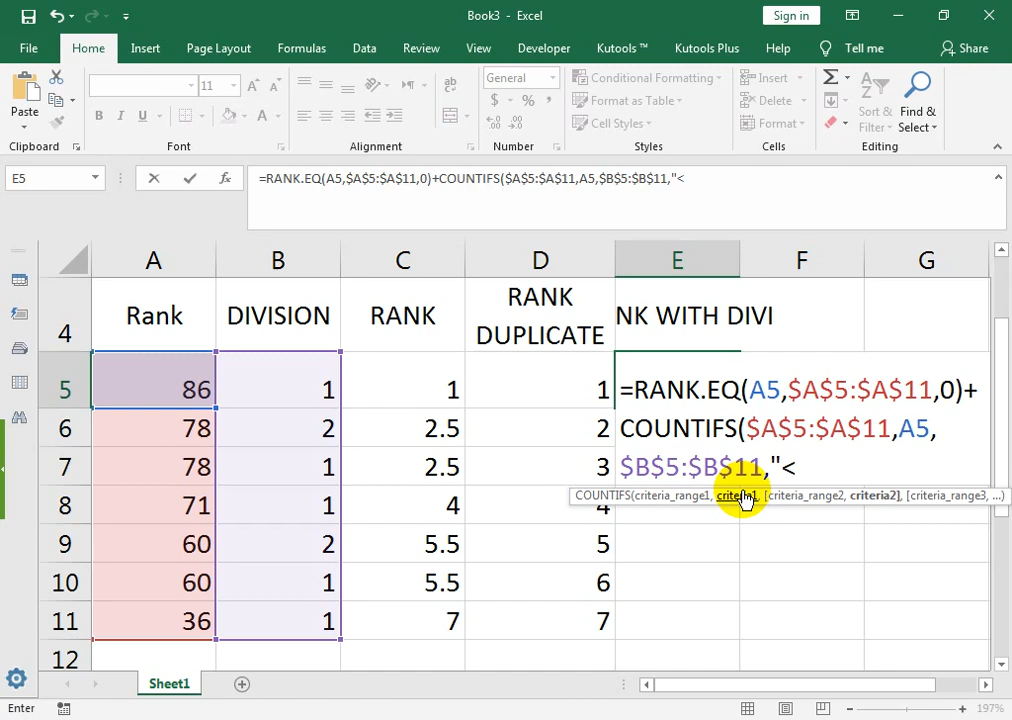 Book3 - Excel
Sign in
File Home Insert Page Layout Formulas Data Review View Developer Kutools ™ Kutools Plus Help Tell me Share
Paste
11
General
Conditional Formatting
Format as Table
Cell Styles
Insert
Delete
Format
Sort & Filter
Find & Select
Clipboard Font Alignment Number Styles Cells Editing
E5
=RANK.EQ(A5,$A$5:$A$11,0)+COUNTIFS($A$5:$A$11,A5,$B$5:$B$11,"<
A B C D E F G
4 Rank DIVISION RANK RANK DUPLICATE NK WITH DIVI
5 86 1 1 1 =RANK.EQ(A5,$A$5:$A$11,0)+
6 78 2 2.5 2 COUNTIFS($A$5:$A$11,A5,
7 78 1 2.5 3 $B$5:$B$11,"<
COUNTIFS(criteria_range1, criteria1, [criteria_range2, criteria2], [criteria_range3, ...)
8 71 1 4 4
9 60 2 5.5 5
10 60 1 5.5 6
11 36 1 7 7
12
Sheet1
Enter
197%